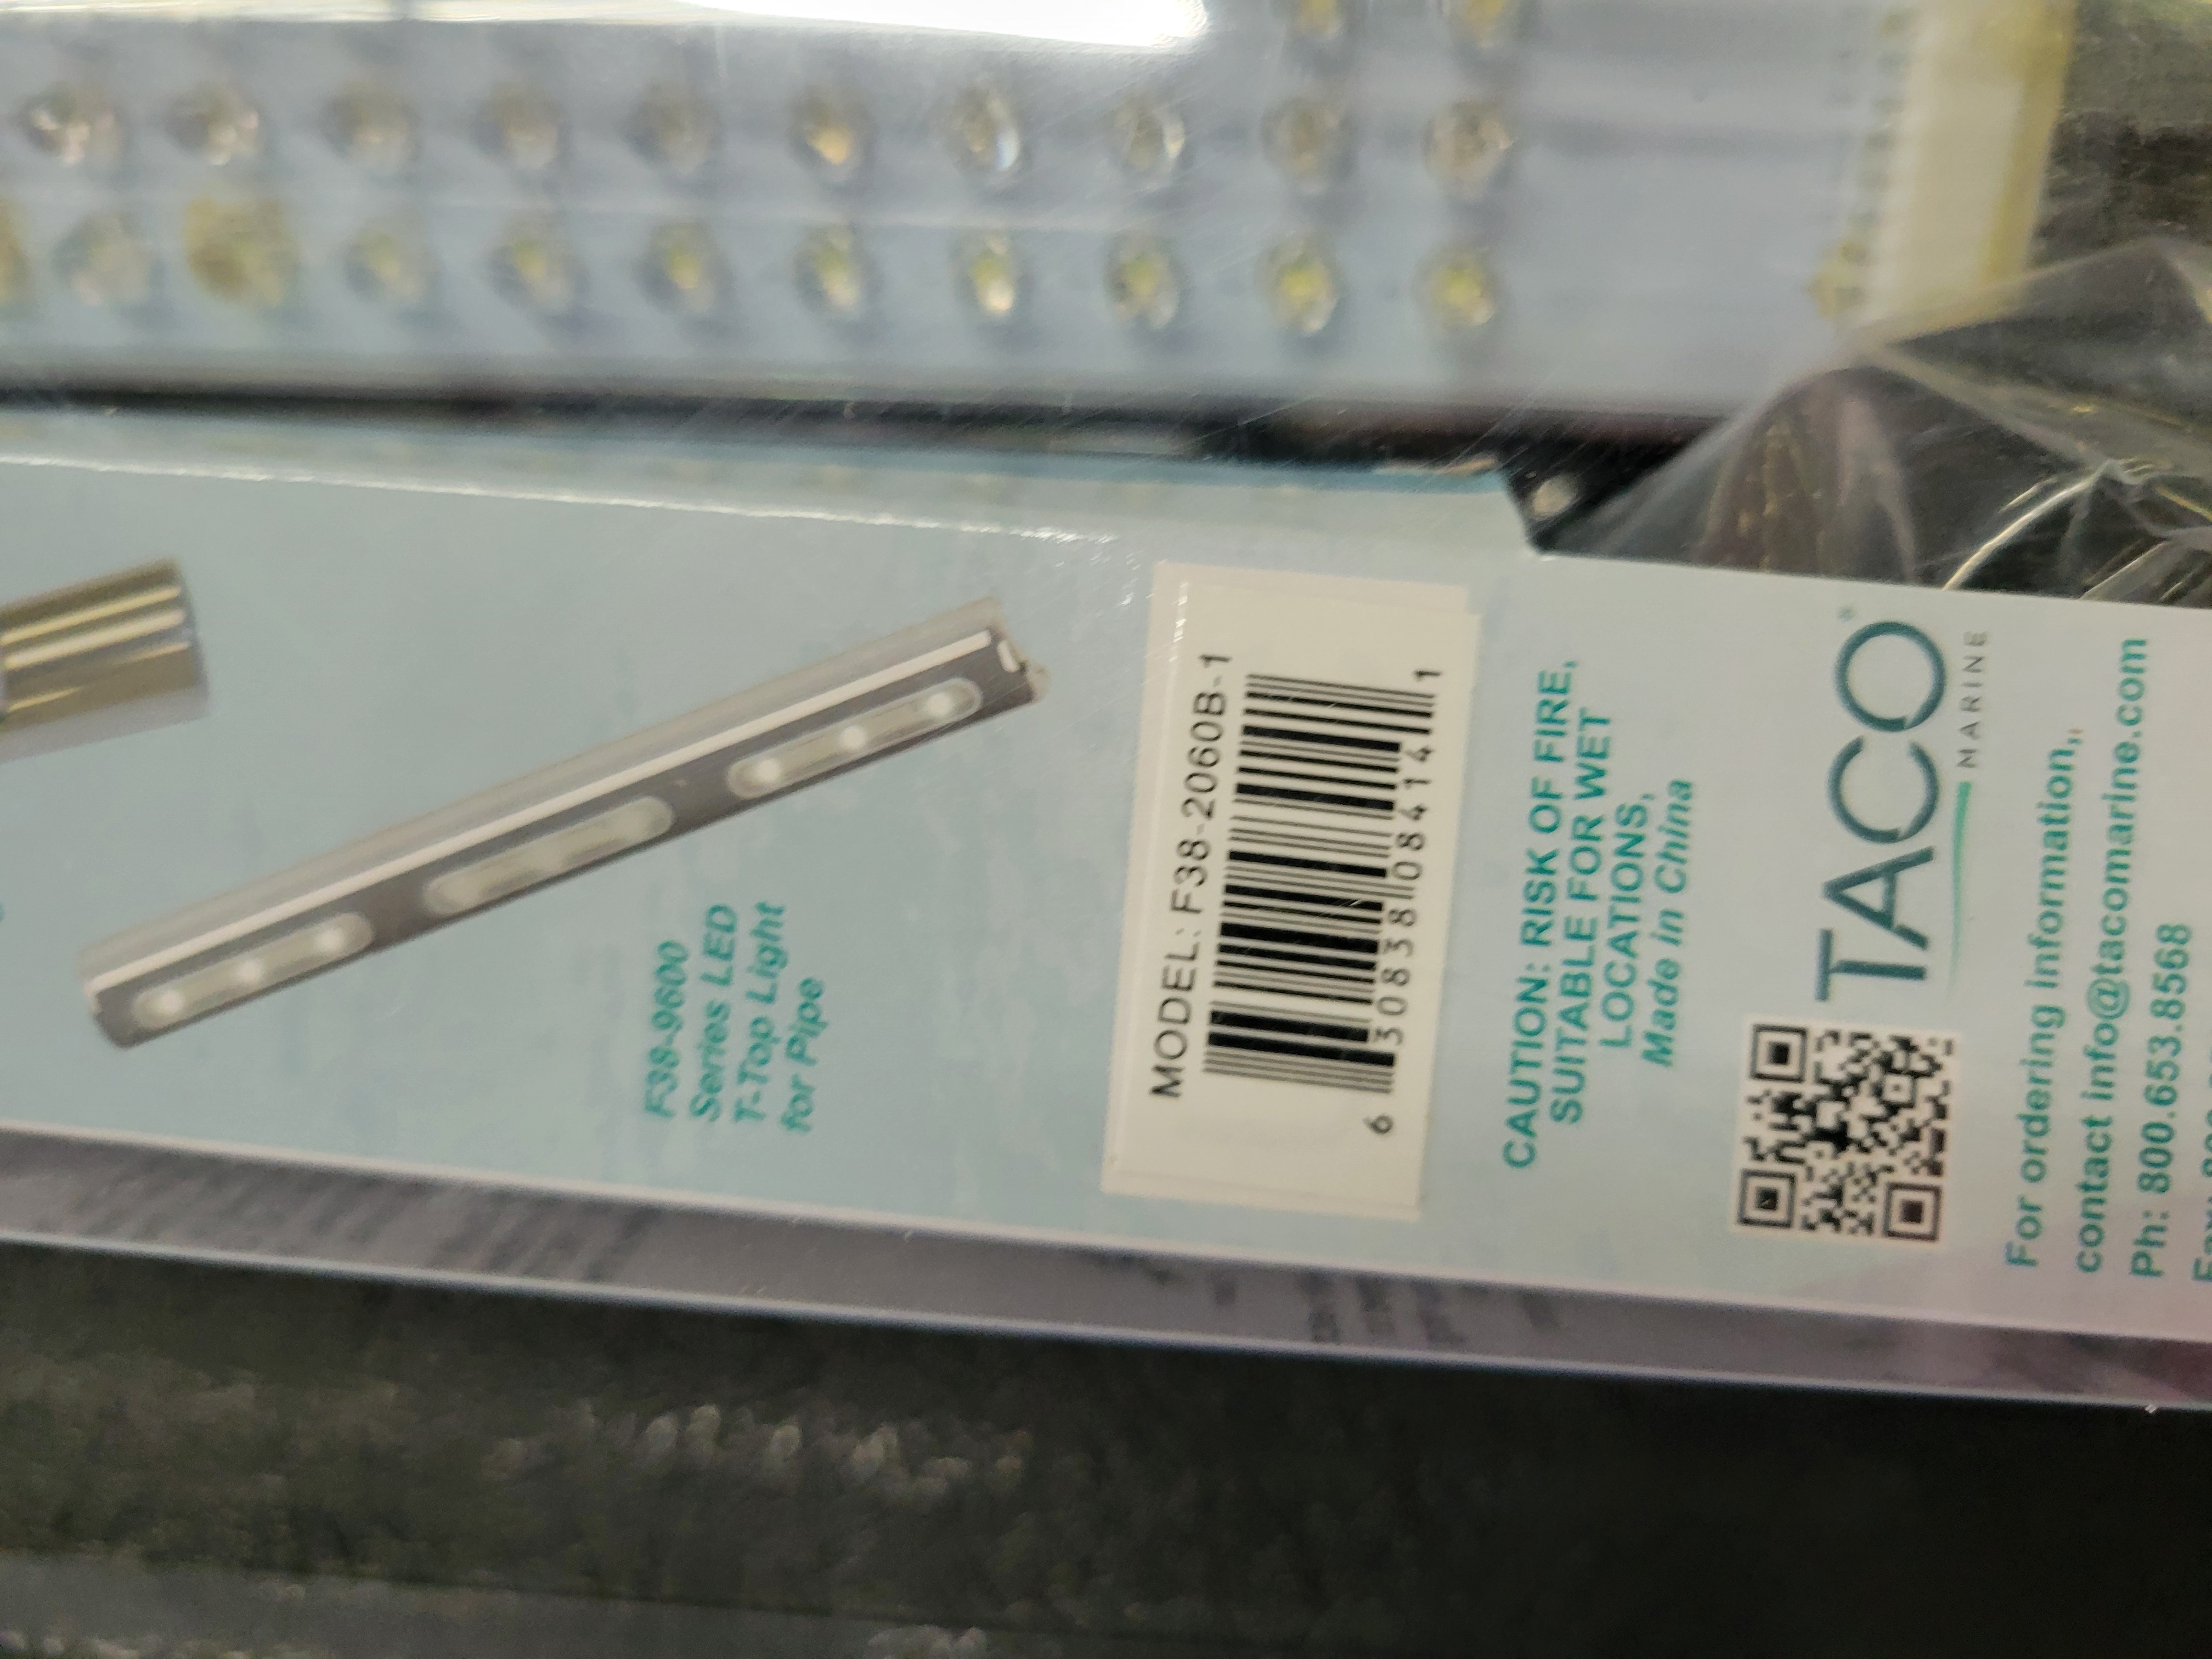 F38-9600
Series LED
T-Top Light
for Pipe
MODEL: F38-2060B-1
6 30838 08414 1
CAUTION: RISK OF FIRE,
SUITABLE FOR WET
LOCATIONS,
Made in China
TACO®
MARINE
For ordering information,
contact info@tacomarine.com
Ph: 800.653.8568